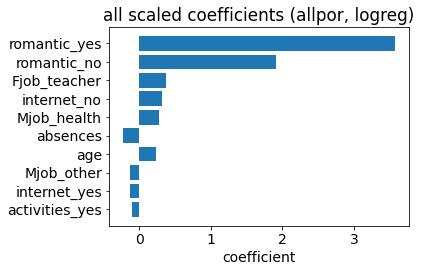 all scaled coefficients (allpor, logreg)
romantic_yes
romantic_no
Fjob_teacher
internet_no
Mjob_health
absences
age
Mjob_other
internet_yes
activities_yes
0 1 2 3
coefficient